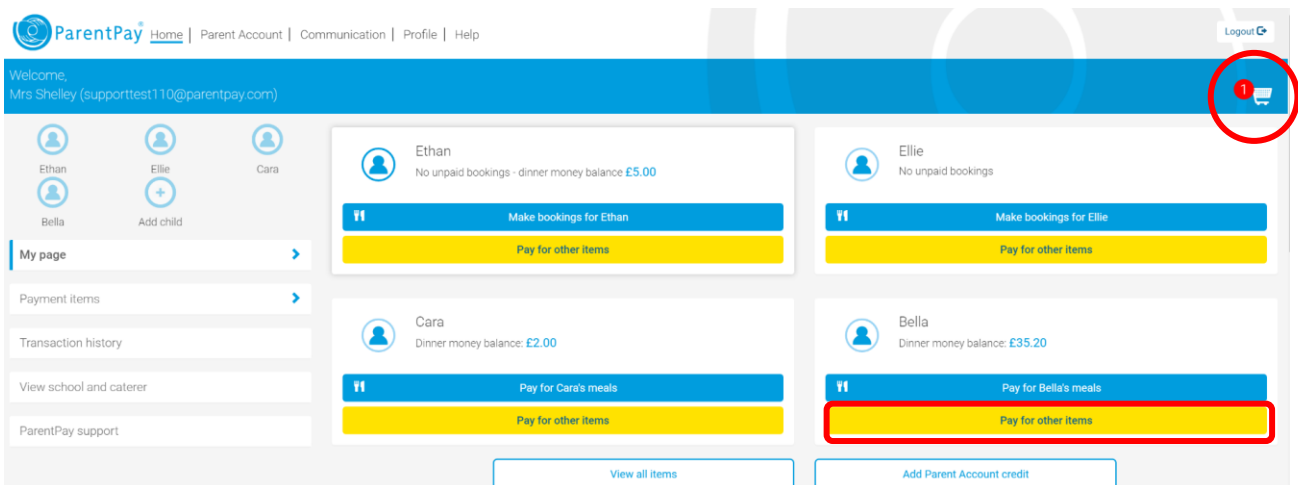 ParentPay Home | Parent Account | Communication | Profile | Help
Logout
Welcome,
Mrs Shelley (supporttest110@parentpay.com)
1
Ethan Ellie Cara
Bella Add child
My page
Payment items
Transaction history
View school and caterer
ParentPay support
Ethan
No unpaid bookings - dinner money balance £5.00
Make bookings for Ethan
Pay for other items
Ellie
No unpaid bookings
Make bookings for Ellie
Pay for other items
Cara
Dinner money balance: £2.00
Pay for Cara's meals
Pay for other items
Bella
Dinner money balance: £35.20
Pay for Bella's meals
Pay for other items
View all items
Add Parent Account credit